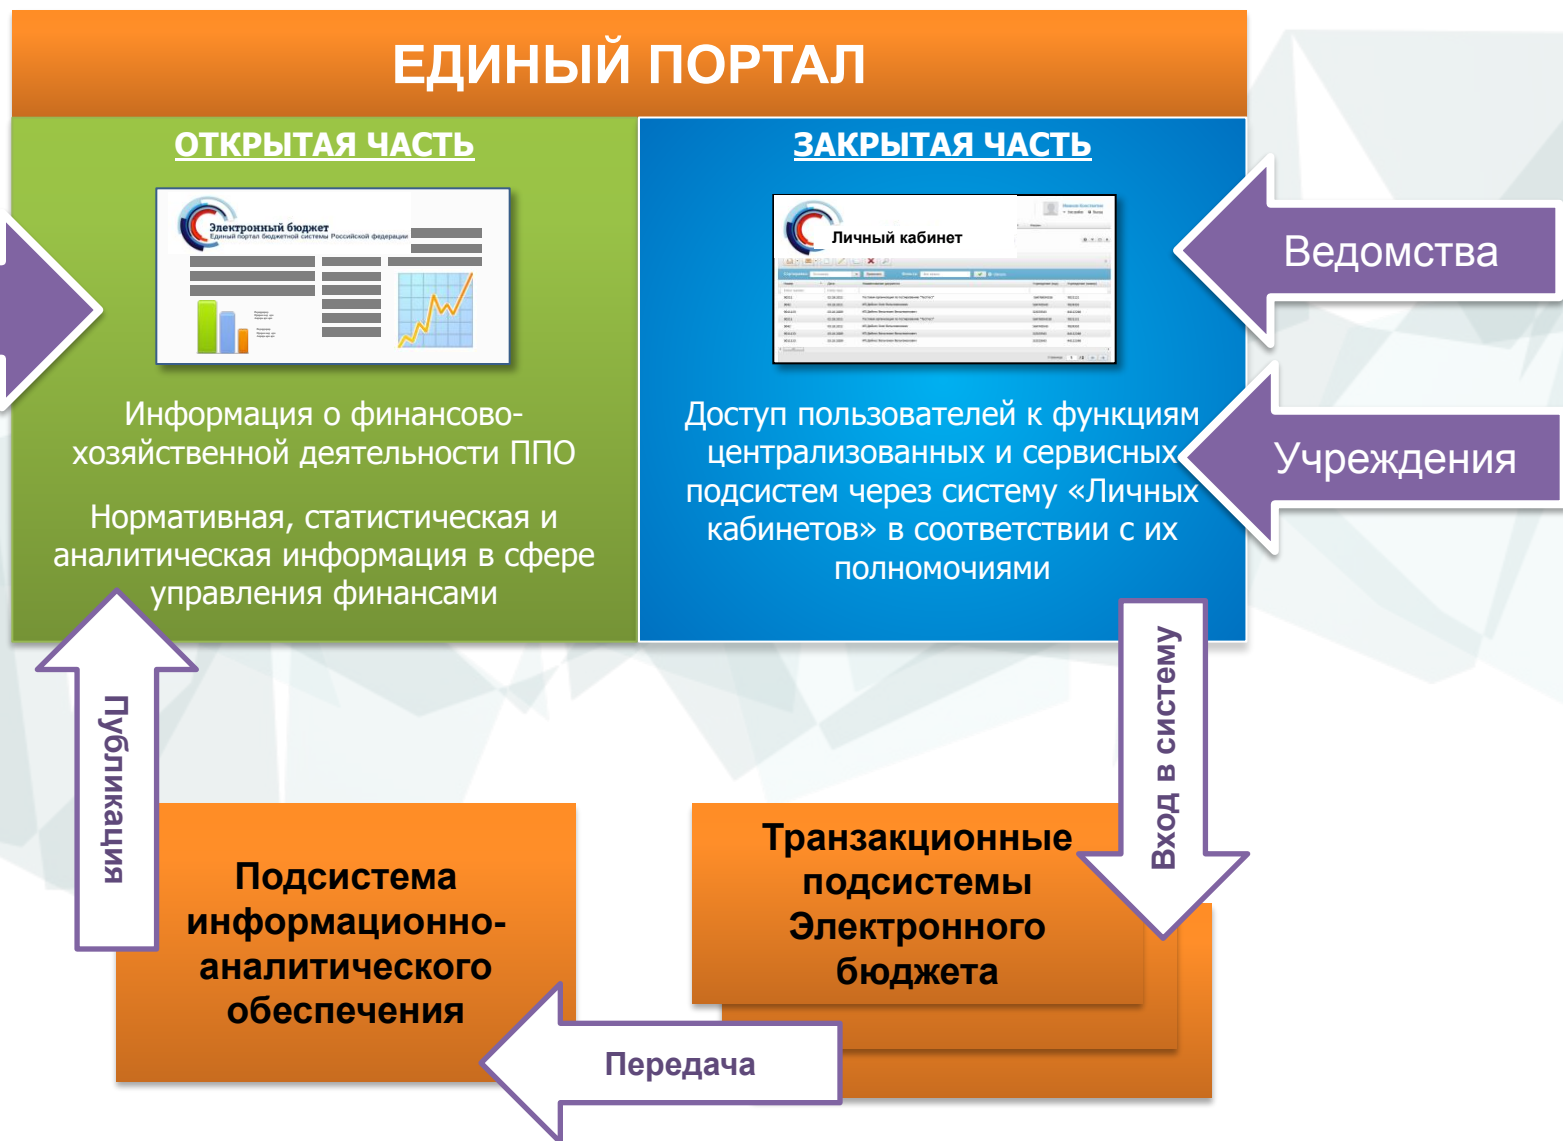 ЕДИНЫЙ ПОРТАЛ
ОТКРЫТАЯ ЧАСТЬ
Электронный бюджет
Единый портал бюджетной системы Российской федерации
Информация о финансово-
хозяйственной деятельности ППО
Нормативная, статистическая и
аналитическая информация в сфере
управления финансами
ЗАКРЫТАЯ ЧАСТЬ
Личный кабинет
Доступ пользователей к функциям
централизованных и сервисных
подсистем через систему «Личных
кабинетов» в соответствии с их
полномочиями
Ведомства
Учреждения
Публикация
Вход в систему
Подсистема
информационно-
аналитического
обеспечения
Транзакционные
подсистемы
Электронного
бюджета
Передача